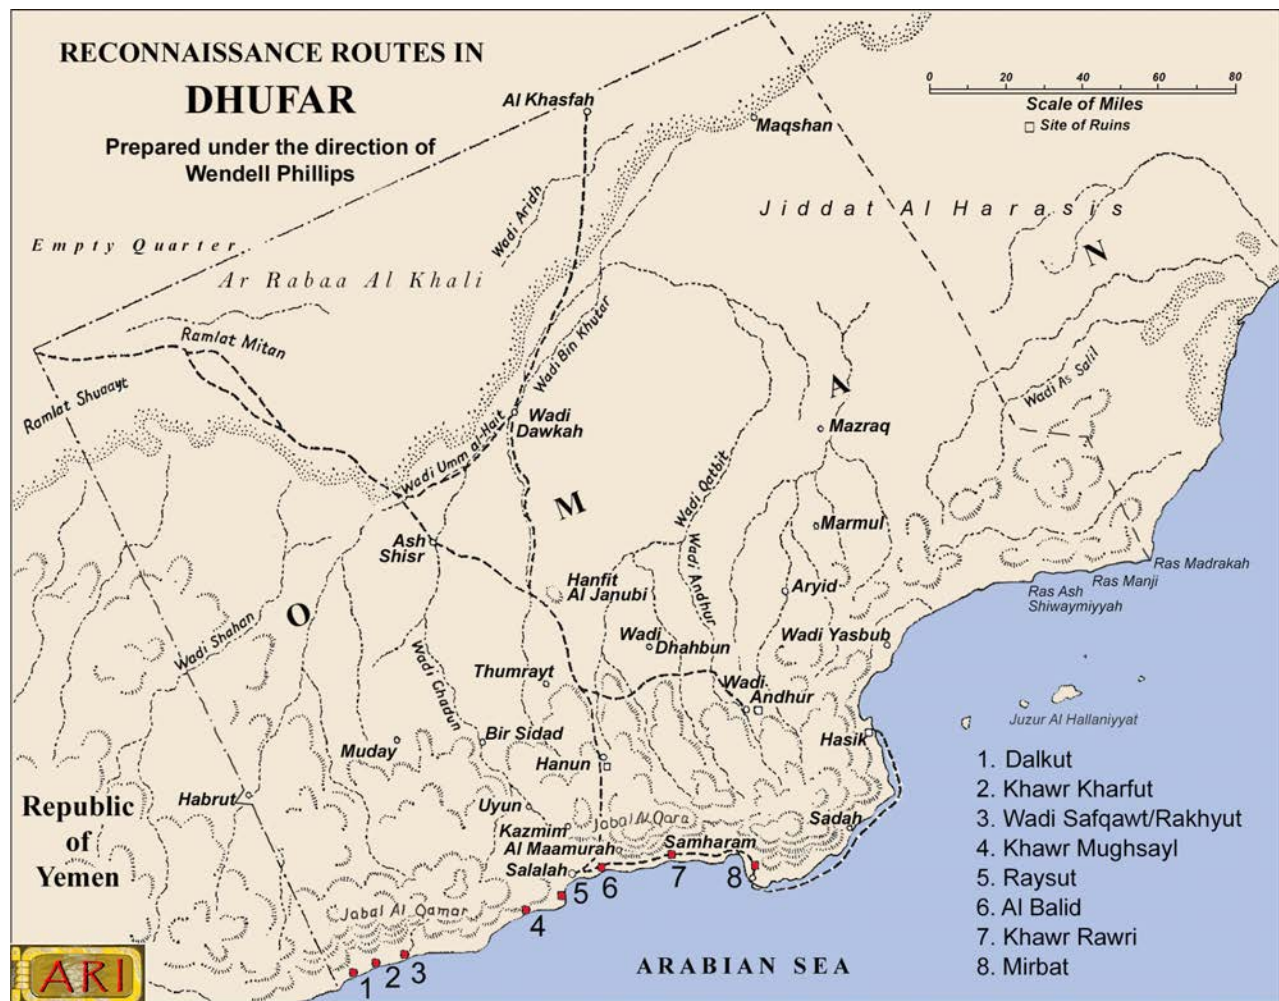 RECONNAISSANCE ROUTES IN
DHUFAR
Prepared under the direction of
Wendell Phillips
0 20 40 60 80
Scale of Miles
Site of Ruins
Al Khasfah
Maqshan
Wadi Aridh
Jiddat Al Harasis
Empty Quarter
Ar Rabaa Al Khali
N
Ramlat Mitan
Wadi Bin Khutar
Ramlat Shuaayt
Wadi As Salil
A
Wadi
Dawkah
Mazraq
Wadi Umm al-Hait
Wadi Qatbit
M
Marmul
Ash
Shisr
Wadi Andhur
Ras Madrakah
Ras Manji
Ras Ash
Shiwaymiyyah
Hanfit
Al Janubi
Aryid
O
Wadi Shahan
Wadi
Dhahbun
Wadi Yasbub
Wadi Ghadun
Thumrayt
Wadi
Andhur
Juzur Al Hallaniyyat
Muday
Bir Sidad
Hasik
Hanun
Habrut
Uyun
Republic
of
Yemen
Kazmim
Jabal Al Qara
Sadah
Al Maamurah
Samharam
Salalah
Jabal Al Qamar
1
2
3
4
5
6
7
8
ARABIAN SEA
1. Dalkut
2. Khawr Kharfut
3. Wadi Safqawt/Rakhyut
4. Khawr Mughsayl
5. Raysut
6. Al Balid
7. Khawr Rawri
8. Mirbat
ARI